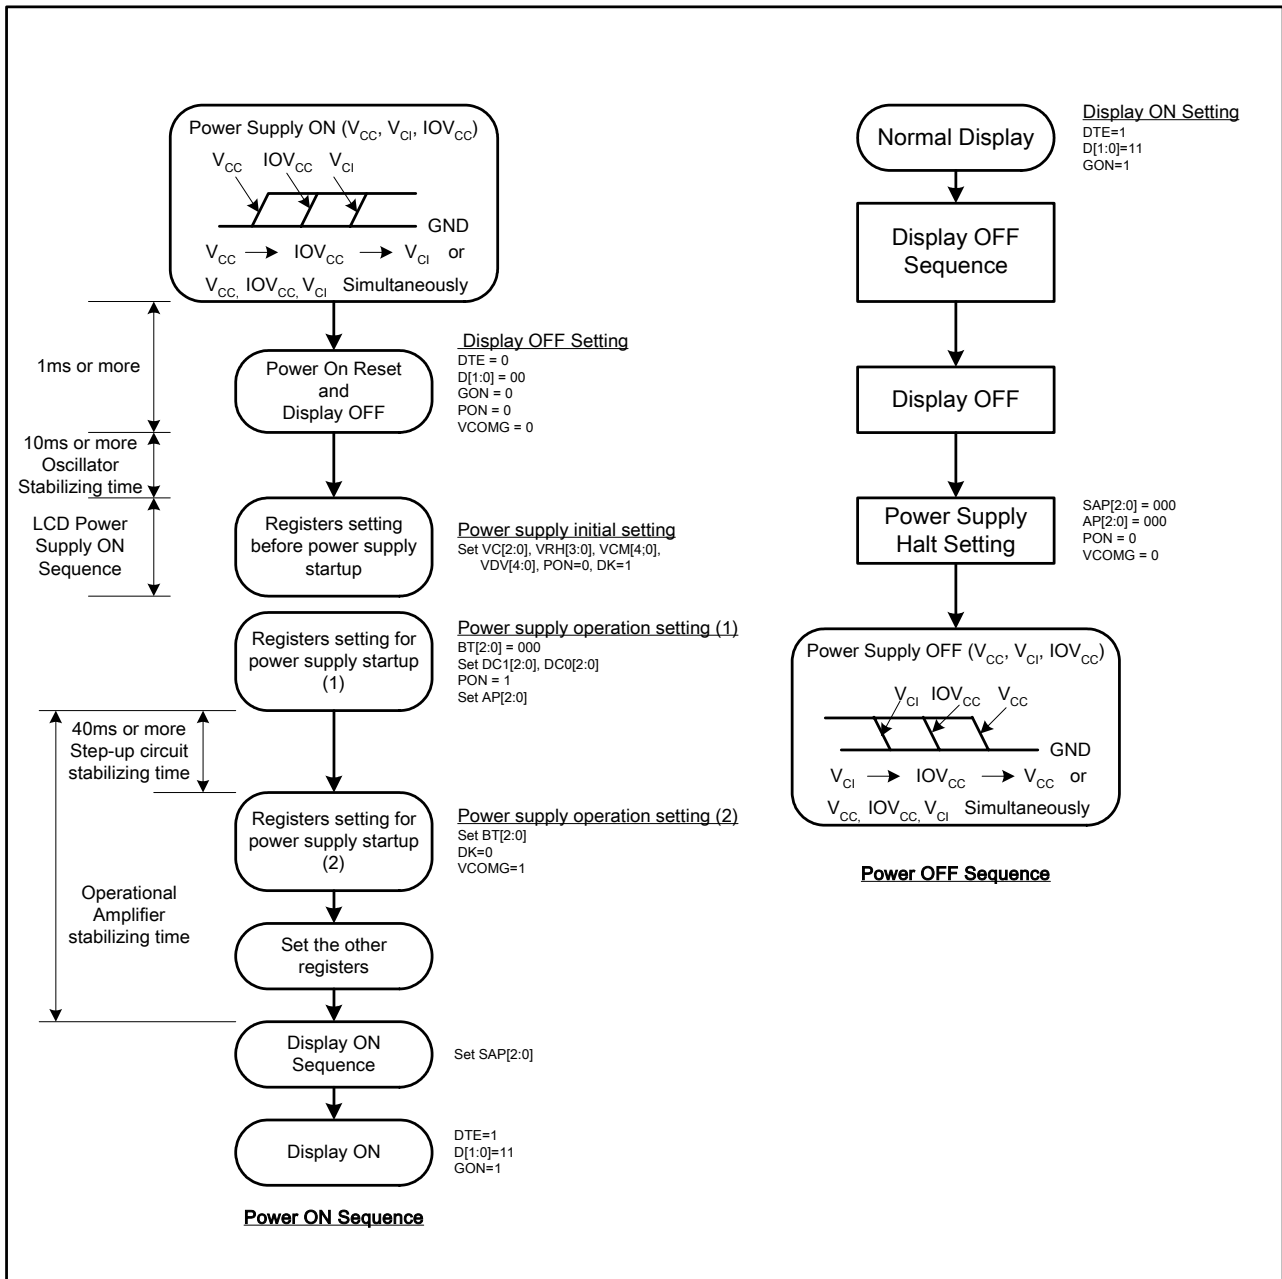 Power Supply ON (VCC, VCI, IOVCC)
VCC IOVCC VCI
GND
VCC IOVCC VCI or
VCC, IOVCC, VCI Simultaneously
1ms or more
Power On Reset
and
Display OFF
Display OFF Setting
DTE = 0
D[1:0] = 00
GON = 0
PON = 0
VCOMG = 0
10ms or more
Oscillator
Stabilizing time
LCD Power
Supply ON
Sequence
Registers setting
before power supply
startup
Power supply initial setting
Set VC[2:0], VRH[3:0], VCM[4;0],
VDV[4:0], PON=0, DK=1
Registers setting for
power supply startup
(1)
Power supply operation setting (1)
BT[2:0] = 000
Set DC1[2:0], DC0[2:0]
PON = 1
Set AP[2:0]
40ms or more
Step-up circuit
stabilizing time
Registers setting for
power supply startup
(2)
Power supply operation setting (2)
Set BT[2:0]
DK=0
VCOMG=1
Operational
Amplifier
stabilizing time
Set the other
registers
Display ON
Sequence
Set SAP[2:0]
Display ON
DTE=1
D[1:0]=11
GON=1
Power ON Sequence
Normal Display
Display ON Setting
DTE=1
D[1:0]=11
GON=1
Display OFF
Sequence
Display OFF
Power Supply
Halt Setting
SAP[2:0] = 000
AP[2:0] = 000
PON = 0
VCOMG = 0
Power Supply OFF (VCC, VCI, IOVCC)
VCI IOVCC VCC
GND
VCI IOVCC VCC or
VCC, IOVCC, VCI Simultaneously
Power OFF Sequence